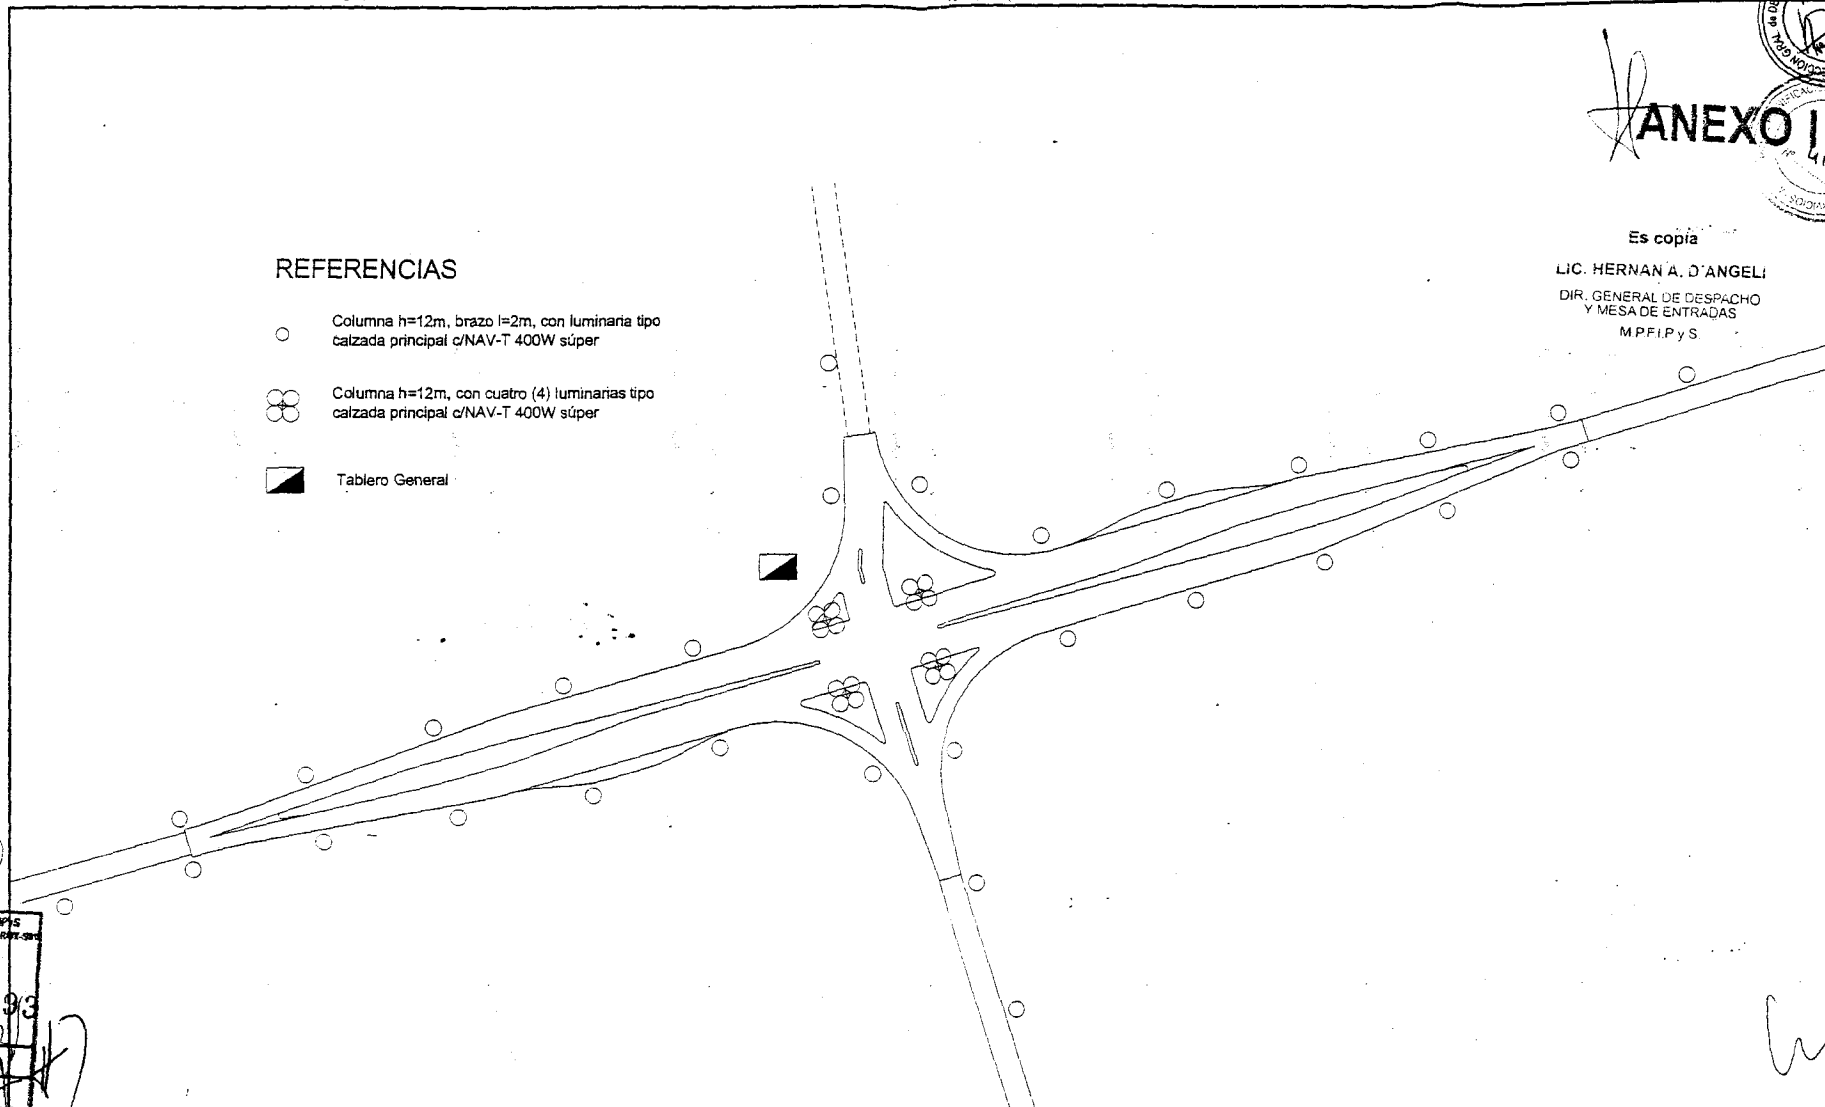 ANEXO I
Es copia
LIC. HERNAN A. D'ANGELI
DIR. GENERAL DE DESPACHO
Y MESA DE ENTRADAS
M.P.F.I.P y S.
REFERENCIAS
Columna h=12m, brazo l=2m, con luminaria tipo
calzada principal c/NAV-T 400W súper
Columna h=12m, con cuatro (4) luminarias tipo
calzada principal c/NAV-T 400W súper
Tablero General